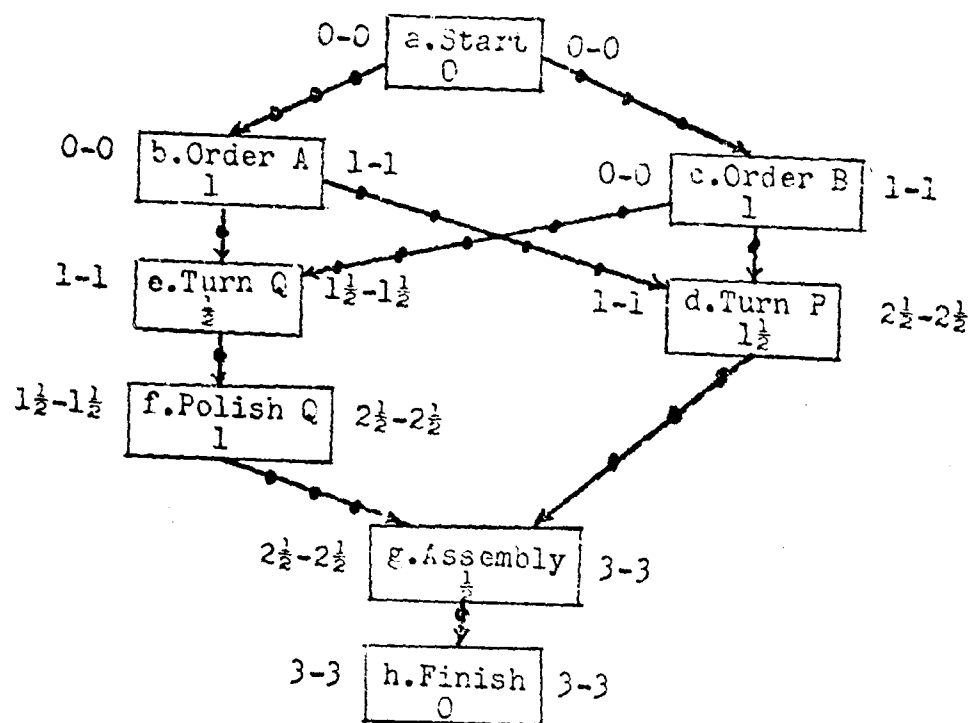 0-0 a.Start 0-0
0
0-0 b.Order A 1-1
1
0-0 c.Order B 1-1
1
1-1 e.Turn Q 1½-1½
½
1-1 d.Turn P 2½-2½
1½
1½-1½ f.Polish Q 2½-2½
1
2½-2½ g.Assembly 3-3
½
3-3 h.Finish 3-3
0